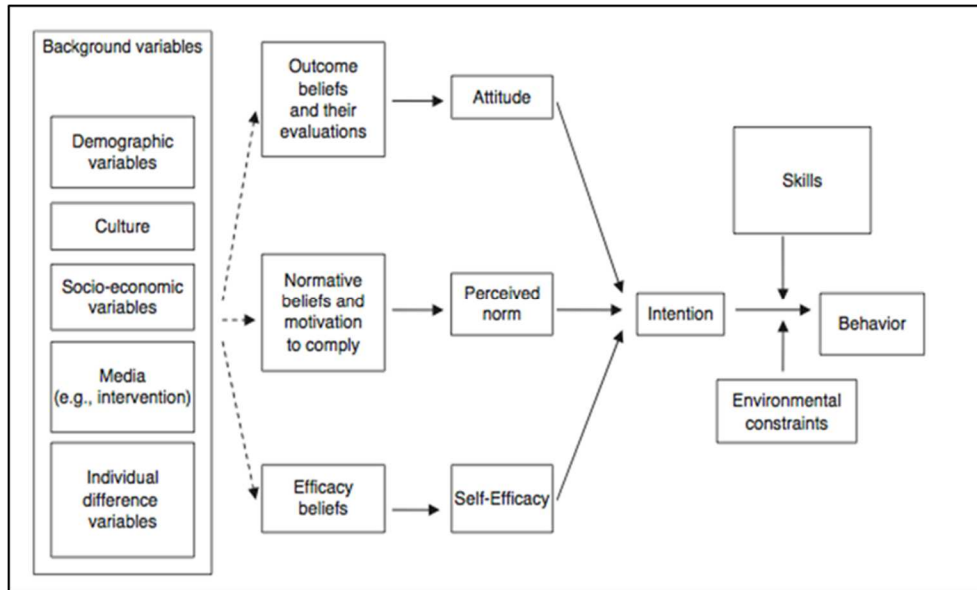 Background variables
Demographic
variables
Culture
Socio-economic
variables
Media
(e.g., intervention)
Individual
difference
variables
Outcome
beliefs
and their
evaluations
Normative
beliefs and
motivation
to comply
Efficacy
beliefs
Attitude
Perceived
norm
Self-Efficacy
Intention
Skills
Environmental
constraints
Behavior